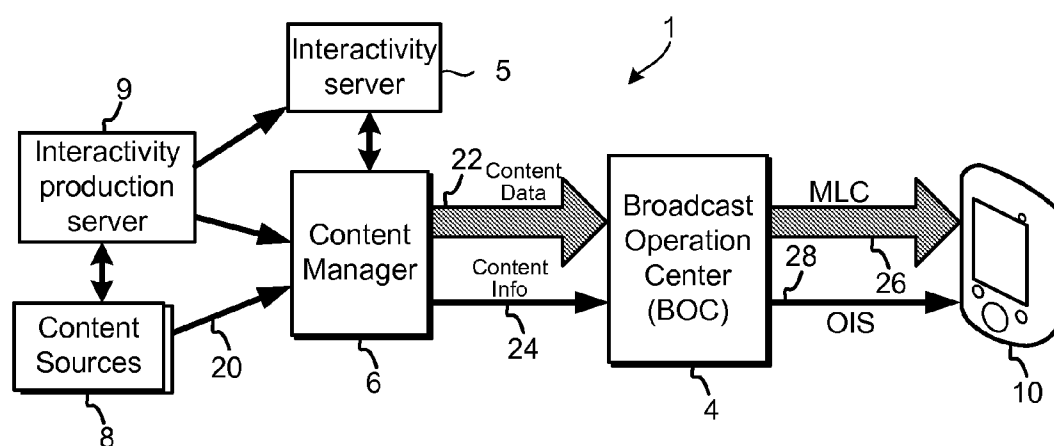 1
Interactivity
server
5
9
Interactivity
production
server
22
Content
Data
Content
Manager
Content
Info
24
6
Broadcast
Operation
Center
(BOC)
4
MLC
26
28
OIS
10
Content
Sources
20
8